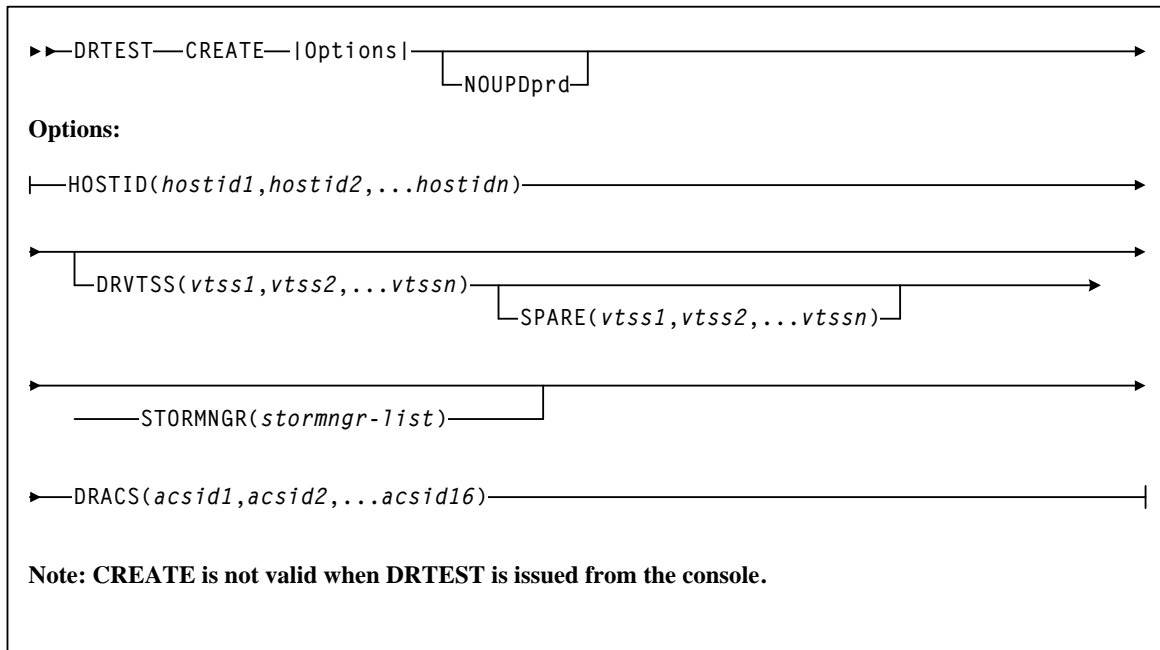 DRTEST CREATE |Options|
NOUPDprd
Options:
HOSTID(hostid1,hostid2,...hostidn)
DRVTSS(vtss1,vtss2,...vtssn)
SPARE(vtss1,vtss2,...vtssn)
STORMNGR(stormngr-list)
DRACS(acsid1,acsid2,...acsid16)
Note: CREATE is not valid when DRTEST is issued from the console.